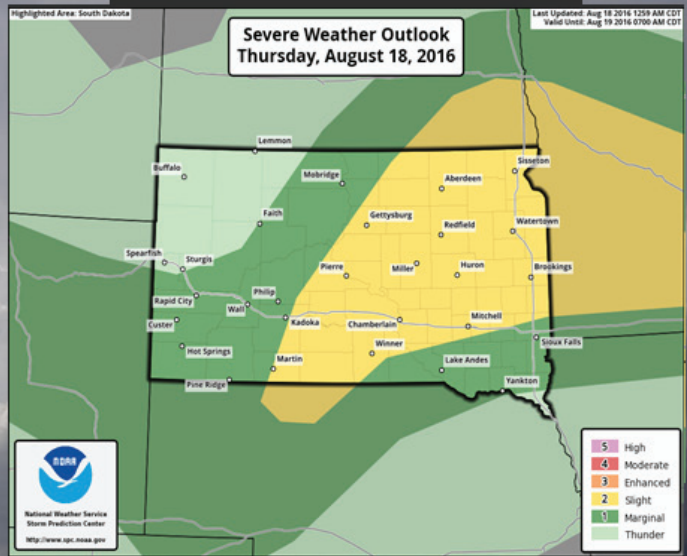 Highlighted Area: South Dakota
Severe Weather Outlook
Thursday, August 18, 2016
Last Updated: Aug 18 2016 1259 AM CDT
Valid Until: Aug 19 2016 0700 AM CDT
Lemmon
Buffalo
Mobridge
Sisseton
Aberdeen
Faith
Gettysburg
Redfield
Watertown
Spearfish
Sturgis
Pierre
Miller
Huron
Brookings
Rapid City
Wall
Philip
Custer
Kadoka
Chamberlain
Mitchell
Sioux Falls
Hot Springs
Martin
Winner
Lake Andes
Pine Ridge
Yankton
NOAA
National Weather Service
Storm Prediction Center
http://www.spc.noaa.gov
5 High
4 Moderate
3 Enhanced
2 Slight
1 Marginal
Thunder